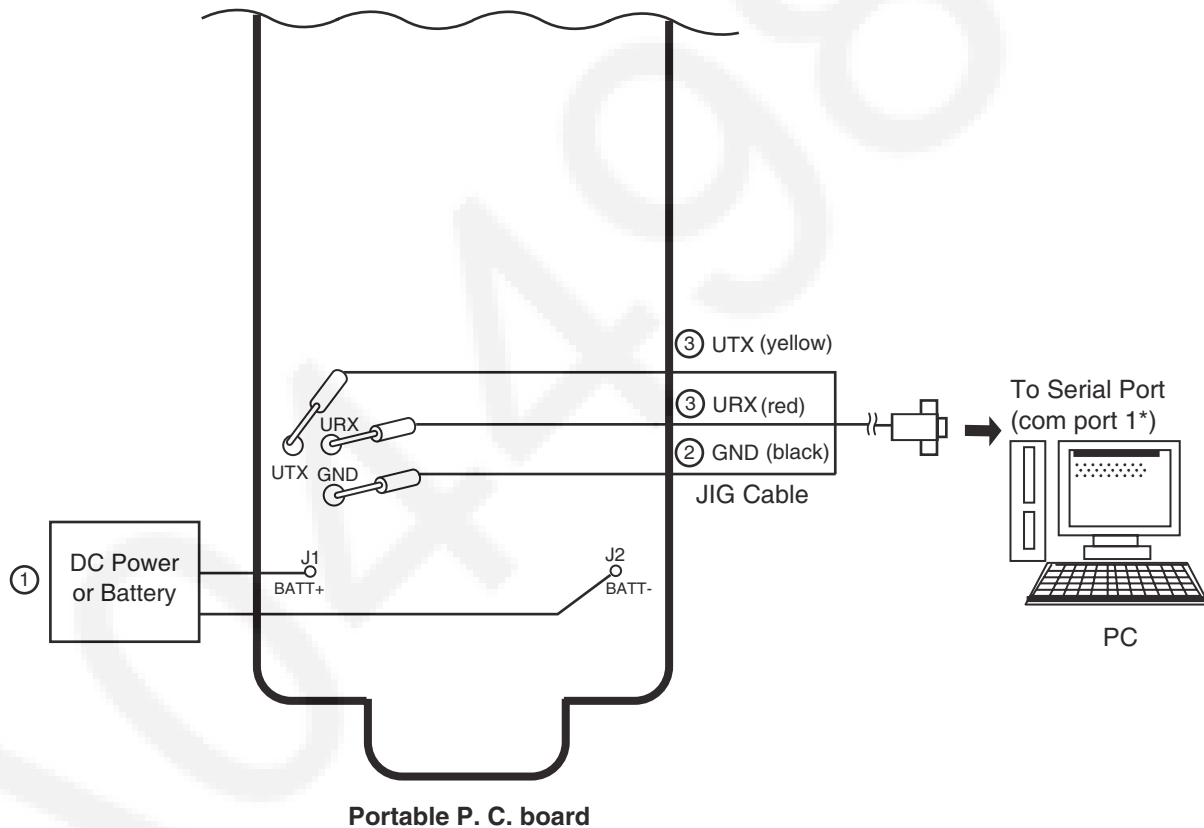 ③ UTX (yellow)
③ URX (red)
② GND (black)
JIG Cable
To Serial Port
(com port 1*)
PC
URX
UTX GND
① DC Power
or Battery
J1
BATT+
J2
BATT-
Portable P. C. board